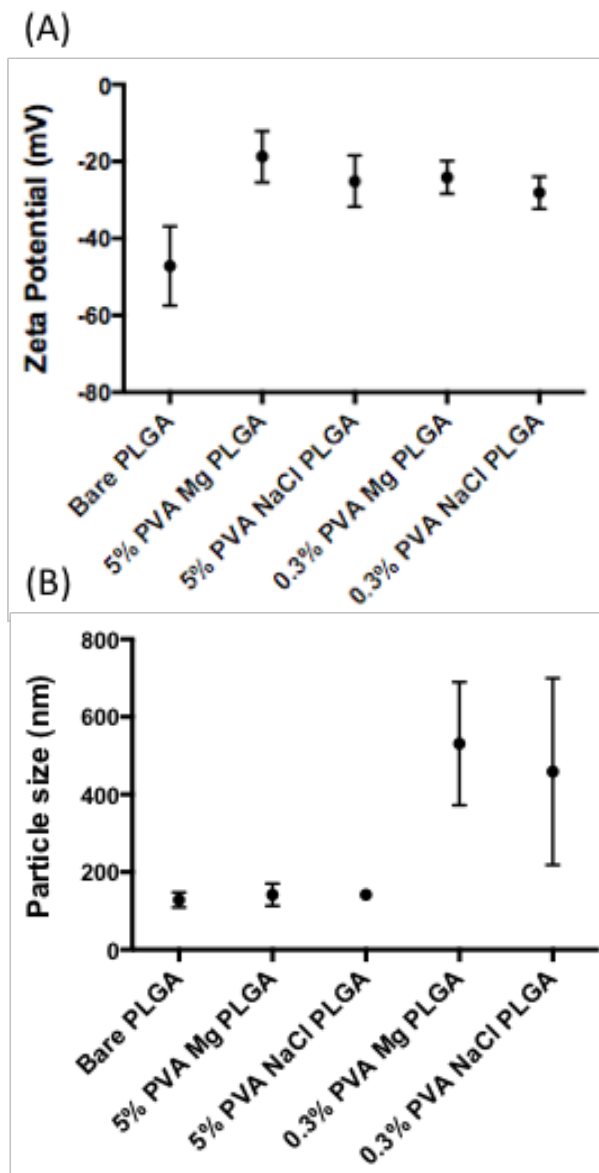 (A)
0
-20
-40
-60
-80
Zeta Potential (mV)
Bare PLGA
5% PVA Mg PLGA
5% PVA NaCl PLGA
0.3% PVA Mg PLGA
0.3% PVA NaCl PLGA
(B)
800
600
400
200
0
Particle size (nm)
Bare PLGA
5% PVA Mg PLGA
5% PVA NaCl PLGA
0.3% PVA Mg PLGA
0.3% PVA NaCl PLGA